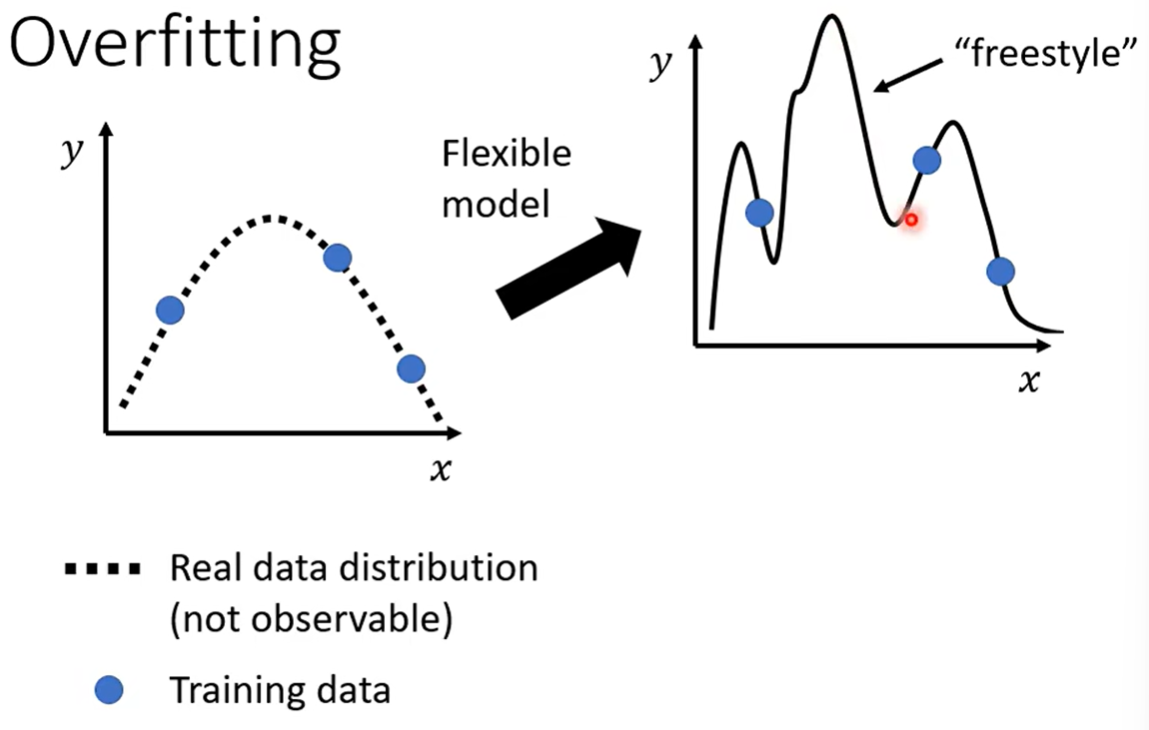 Overfitting
y
x
Flexible
model
y
x
“freestyle”
Real data distribution
(not observable)
Training data